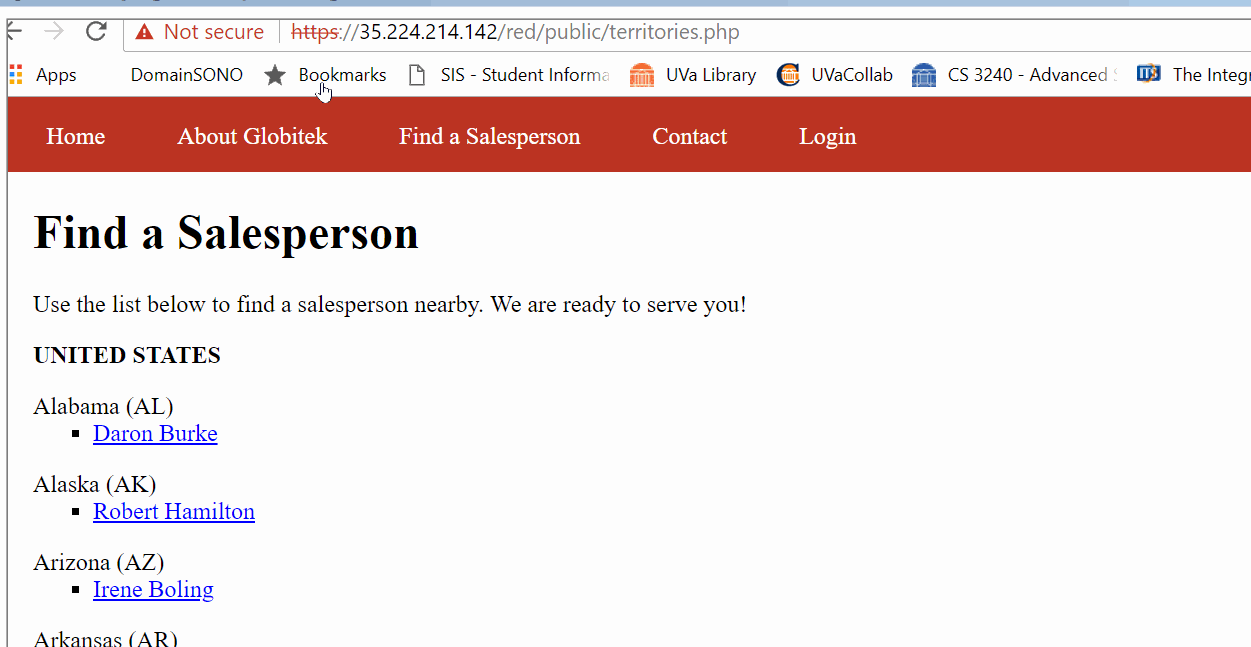 Not secure https://35.224.214.142/red/public/territories.php
Apps DomainSONO Bookmarks SIS - Student Informa UVa Library UVaCollab CS 3240 - Advanced The Integr
Home About Globitek Find a Salesperson Contact Login
Find a Salesperson
Use the list below to find a salesperson nearby. We are ready to serve you!
UNITED STATES
Alabama (AL)
Daron Burke
Alaska (AK)
Robert Hamilton
Arizona (AZ)
Irene Boling
Arkansas (AR)